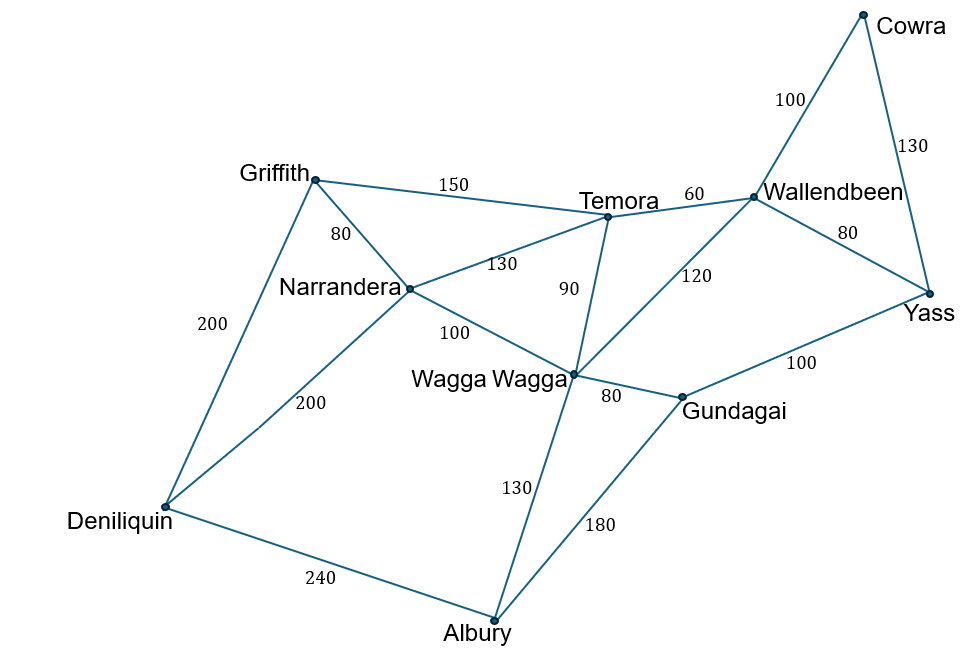 Cowra
100
130
Griffith
150
Temora
60
Wallendbeen
80
80
130
Narrandera
90
120
Yass
200
100
100
Wagga Wagga
80
Gundagai
200
130
180
Deniliquin
240
Albury